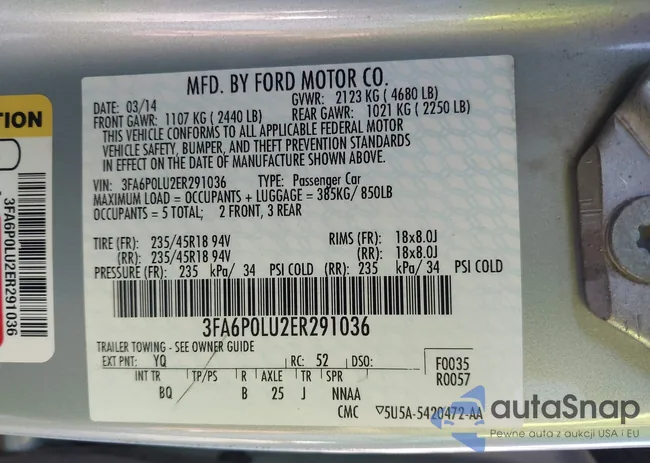 MFD. BY FORD MOTOR CO.
DATE: 03/14 GVWR: 2123 KG ( 4680 LB)
FRONT GAWR: 1107 KG ( 2440 LB) REAR GAWR: 1021 KG ( 2250 LB)
THIS VEHICLE CONFORMS TO ALL APPLICABLE FEDERAL MOTOR
VEHICLE SAFETY, BUMPER, AND THEFT PREVENTION STANDARDS
IN EFFECT ON THE DATE OF MANUFACTURE SHOWN ABOVE.
VIN: 3FA6P0LU2ER291036 TYPE: Passenger Car
MAXIMUM LOAD = OCCUPANTS + LUGGAGE = 385KG/ 850LB
OCCUPANTS = 5 TOTAL; 2 FRONT, 3 REAR
TIRE (FR): 235/45R18 94V RIMS (FR): 18x8.0J
(RR): 235/45R18 94V (RR): 18x8.0J
PRESSURE (FR): 235 kPa/ 34 PSI COLD (RR): 235 kPa/ 34 PSI COLD
3FA6P0LU2ER291036
TRAILER TOWING - SEE OWNER GUIDE
EXT PNT: YQ RC: 52 DSO: F0035
R0057
INT TR TP/PS R AXLE TR SPR
BQ B 25 J NNAA
CMC 5U5A-5420472-AA
TION
3FA6P0LU2ER291036
autoSnap
Pewne auta z aukcji USA i EU